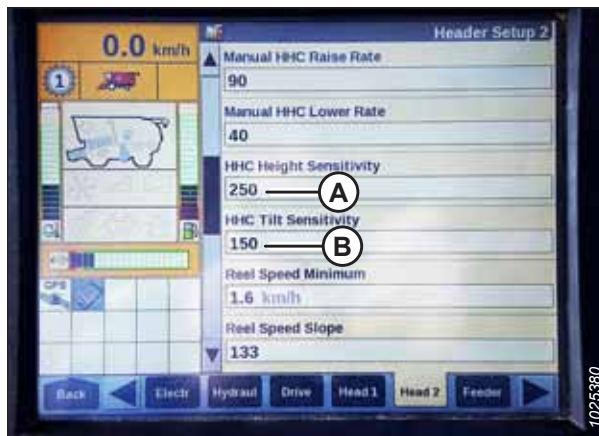 0.0 km/h
Header Setup 2
1
Manual HHC Raise Rate
90
Manual HHC Lower Rate
40
HHC Height Sensitivity
250
A
HHC Tilt Sensitivity
150
B
Reel Speed Minimum
1.6 km/h
GPS
Reel Speed Slope
133
Back
Electr
Hydraul
Drive
Head 1
Head 2
Feeder
1025380